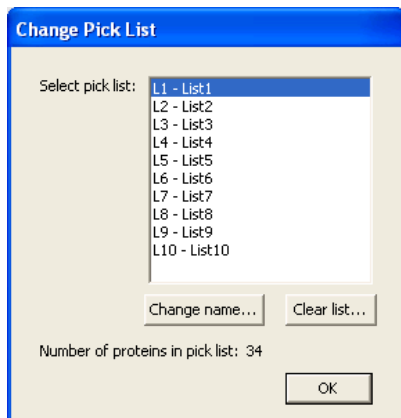 Change Pick List
Select pick list:
L1 - List1
L2 - List2
L3 - List3
L4 - List4
L5 - List5
L6 - List6
L7 - List7
L8 - List8
L9 - List9
L10 - List10
Change name... Clear list...
Number of proteins in pick list: 34
OK